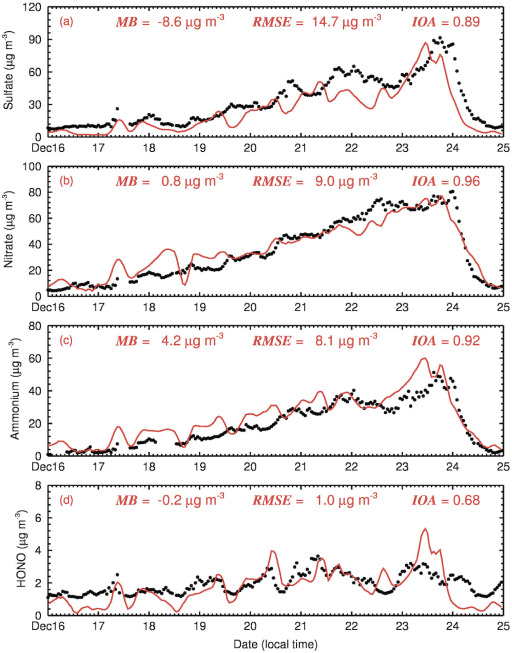 (a) MB = -8.6 µg m-3 RMSE = 14.7 µg m-3 IOA = 0.89
120
90
60
30
0
Sulfate (µg m-3)
Dec16 17 18 19 20 21 22 23 24 25
(b) MB = 0.8 µg m-3 RMSE = 9.0 µg m-3 IOA = 0.96
100
80
60
40
20
0
Nitrate (µg m-3)
Dec16 17 18 19 20 21 22 23 24 25
(c) MB = 4.2 µg m-3 RMSE = 8.1 µg m-3 IOA = 0.92
80
60
40
20
0
Ammonium (µg m-3)
Dec16 17 18 19 20 21 22 23 24 25
(d) MB = -0.2 µg m-3 RMSE = 1.0 µg m-3 IOA = 0.68
8
6
4
2
0
HONO (µg m-3)
Dec16 17 18 19 20 21 22 23 24 25
Date (local time)